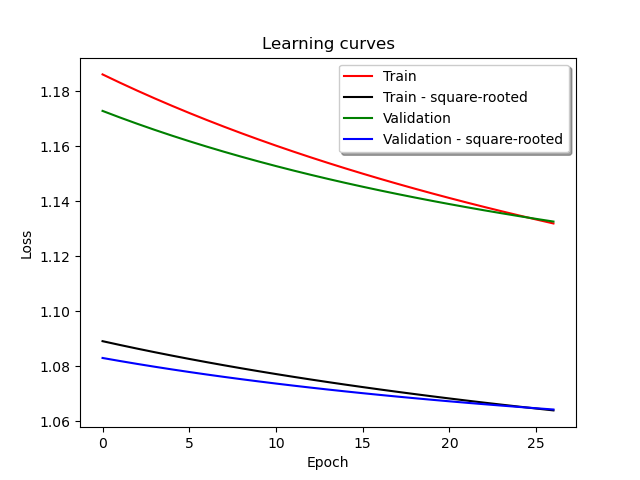 Learning curves
Train
Train - square-rooted
Validation
Validation - square-rooted
Loss
1.18
1.16
1.14
1.12
1.10
1.08
1.06
0 5 10 15 20 25
Epoch